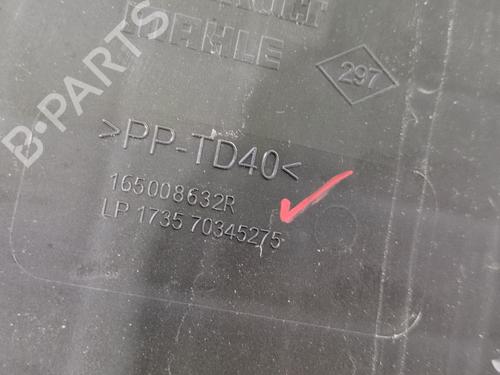 MAHLE
297
>PP-TD40<
165008632R
LP 1735 70345275
B-PARTS